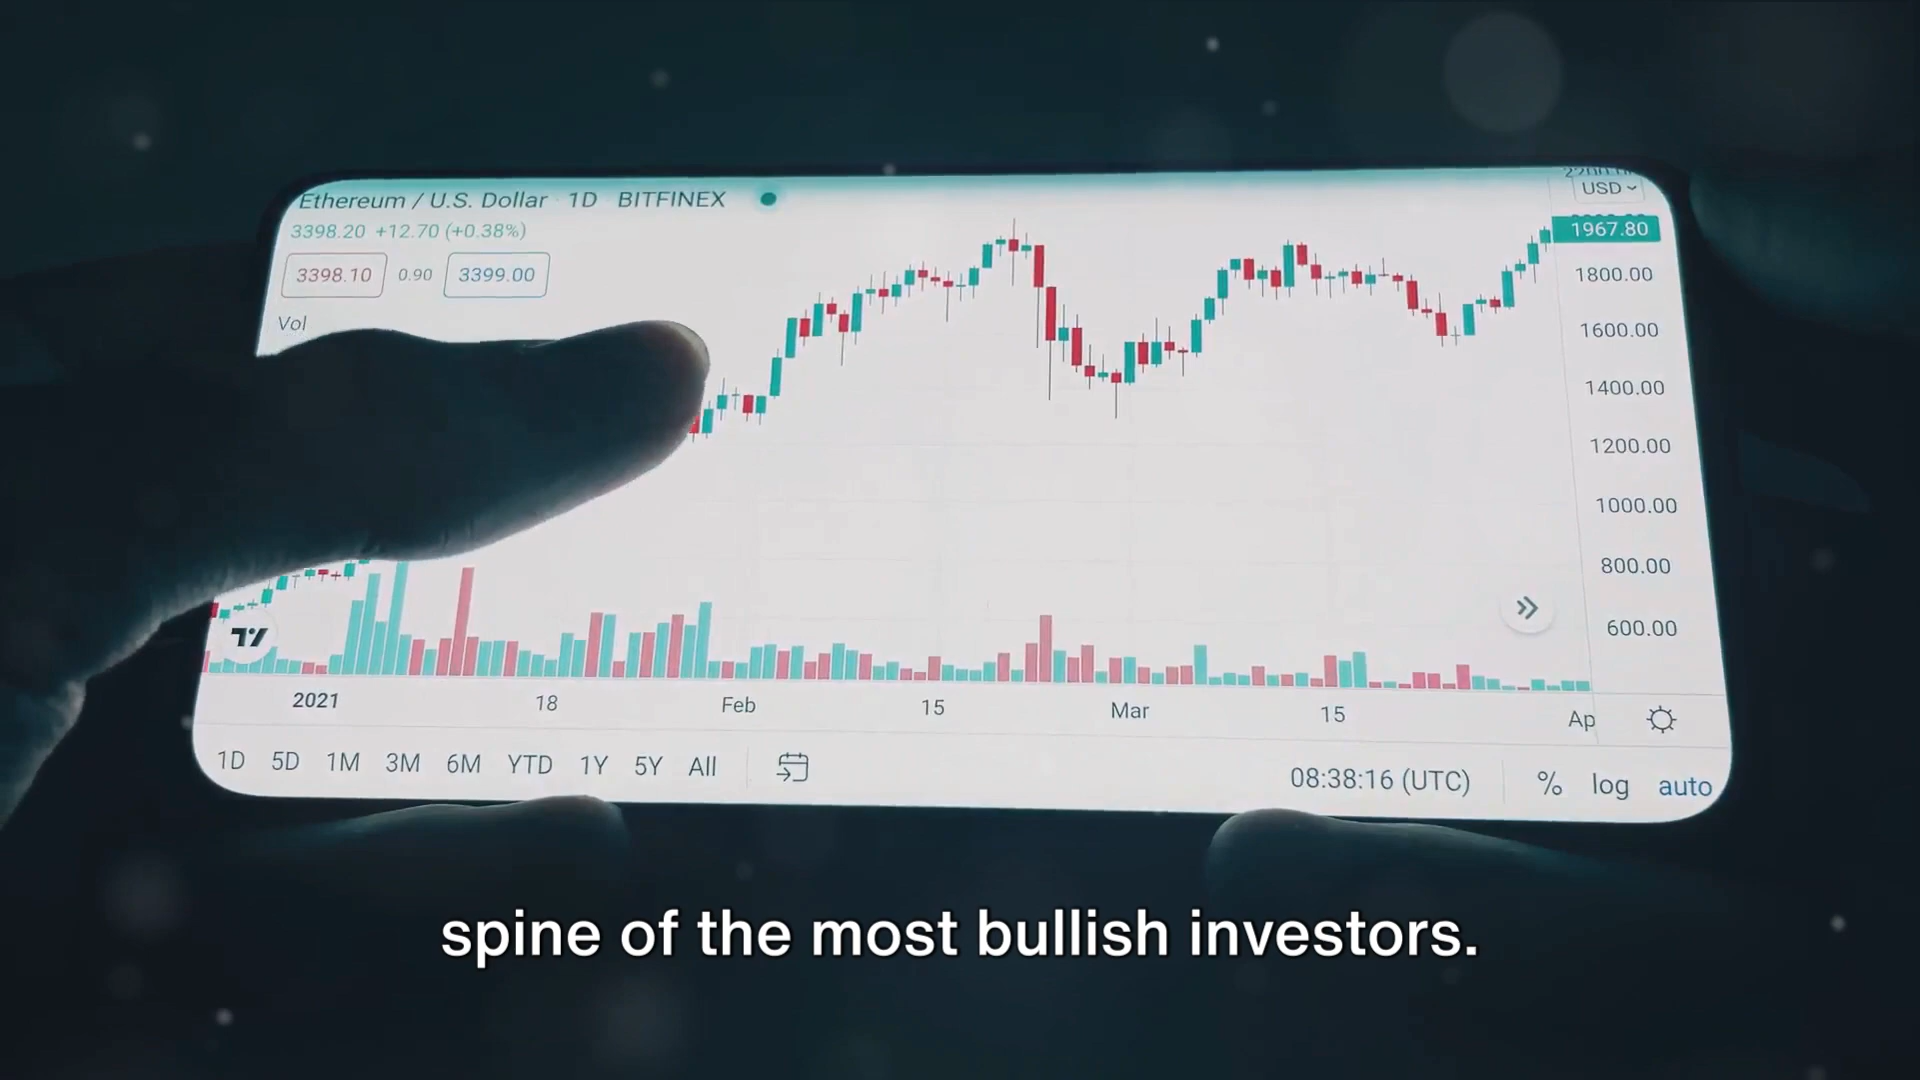 Ethereum / U.S. Dollar 1D BITFINEX
USD
3398.20 +12.70 (+0.38%)
1967.80
3398.10 0.90 3399.00
1800.00
Vol
1600.00
1400.00
1200.00
1000.00
800.00
600.00
2021 18 Feb 15 Mar 15 Ap
1D 5D 1M 3M 6M YTD 1Y 5Y All
08:38:16 (UTC) % log auto
spine of the most bullish investors.